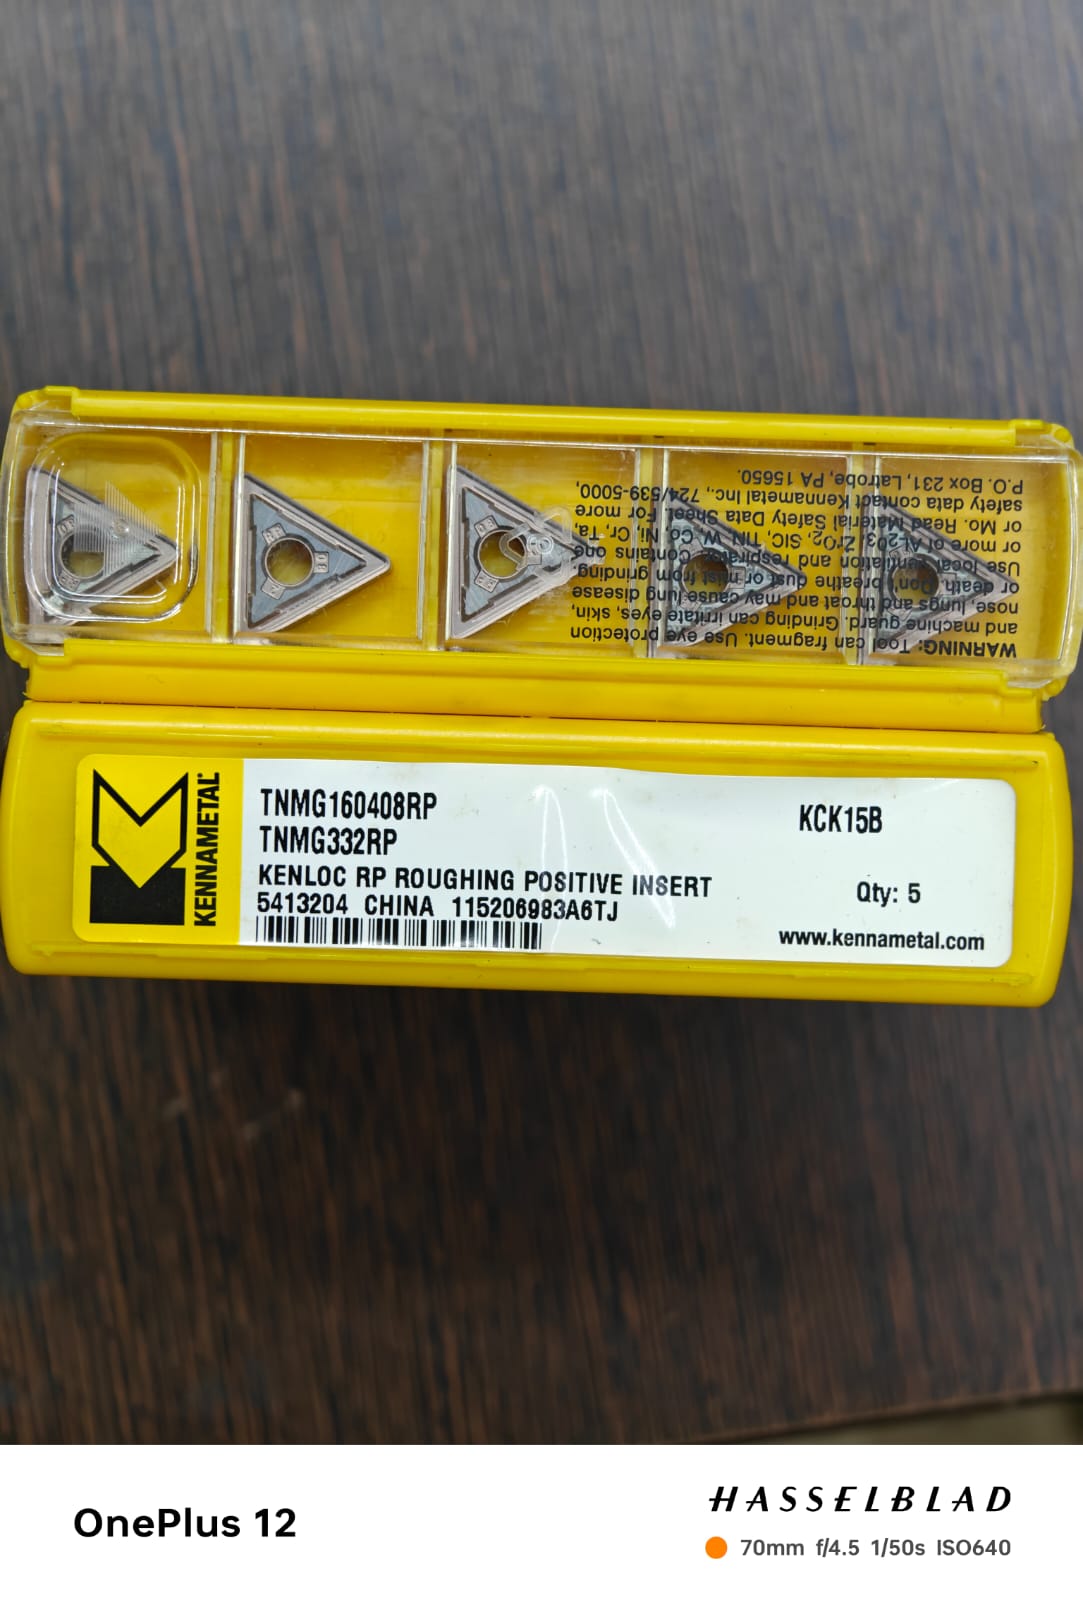 WARNING: Tool can fragment. Use eye protection
and machine guard. Grinding can irritate eyes, skin,
nose, lungs and throat and may cause lung disease
or death. Don't breathe dust or mist from grinding.
Use local ventilation and respirator. Contains one
or more of AL2O3, ZrO2, SIC, TIN, W, Co, Ni, Cr, Ta,
or Mo. Read Material Safety Data Sheet. For more
safety data contact Kennametal Inc., 724/539-5000,
P.O. Box 231, Latrobe, PA 15650.
KENNAMETAL
TNMG160408RP
KCK15B
TNMG332RP
KENLOC RP ROUGHING POSITIVE INSERT
Qty: 5
5413204 CHINA 115206983A6TJ
www.kennametal.com
OnePlus 12
HASSELBLAD
70mm f/4.5 1/50s ISO640